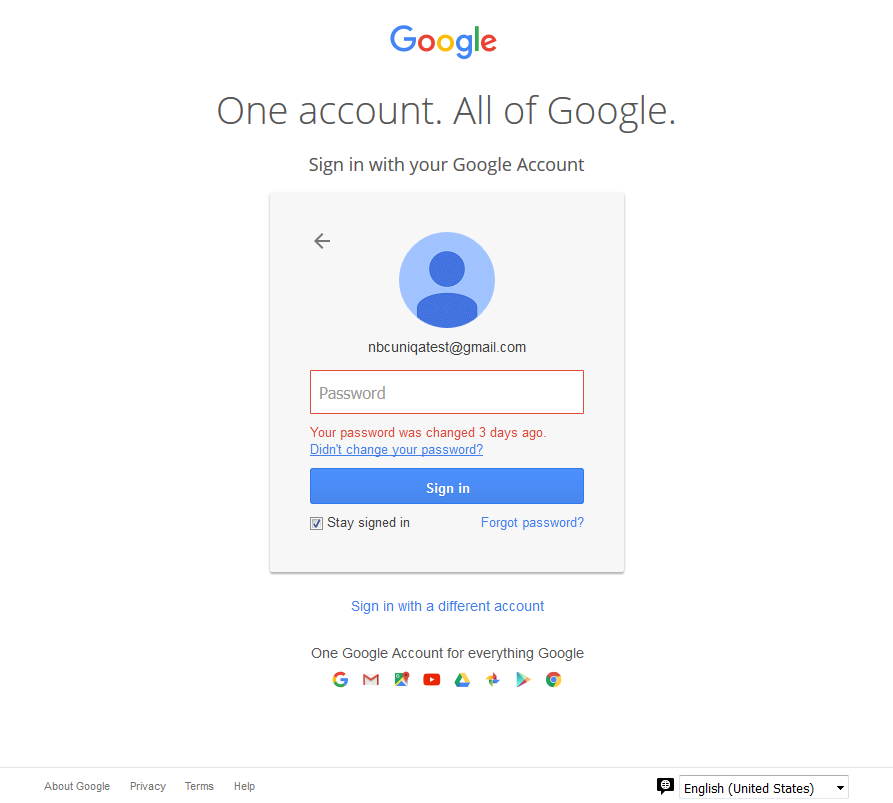 Google
One account. All of Google.
Sign in with your Google Account
nbcuniqatest@gmail.com
Password
Your password was changed 3 days ago.
Didn't change your password?
Sign in
Stay signed in Forgot password?
Sign in with a different account
One Google Account for everything Google
About Google Privacy Terms Help English (United States)